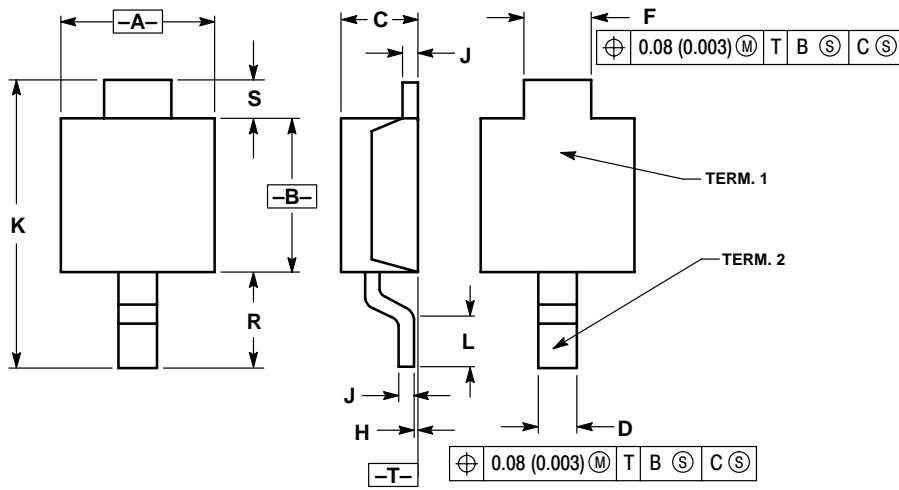 –A–
C
F
⌖ 0.08 (0.003) Ⓜ T B Ⓢ C Ⓢ
J
S
TERM. 1
–B–
K
TERM. 2
R
L
J
D
H
⌖ 0.08 (0.003) Ⓜ T B Ⓢ C Ⓢ
–T–